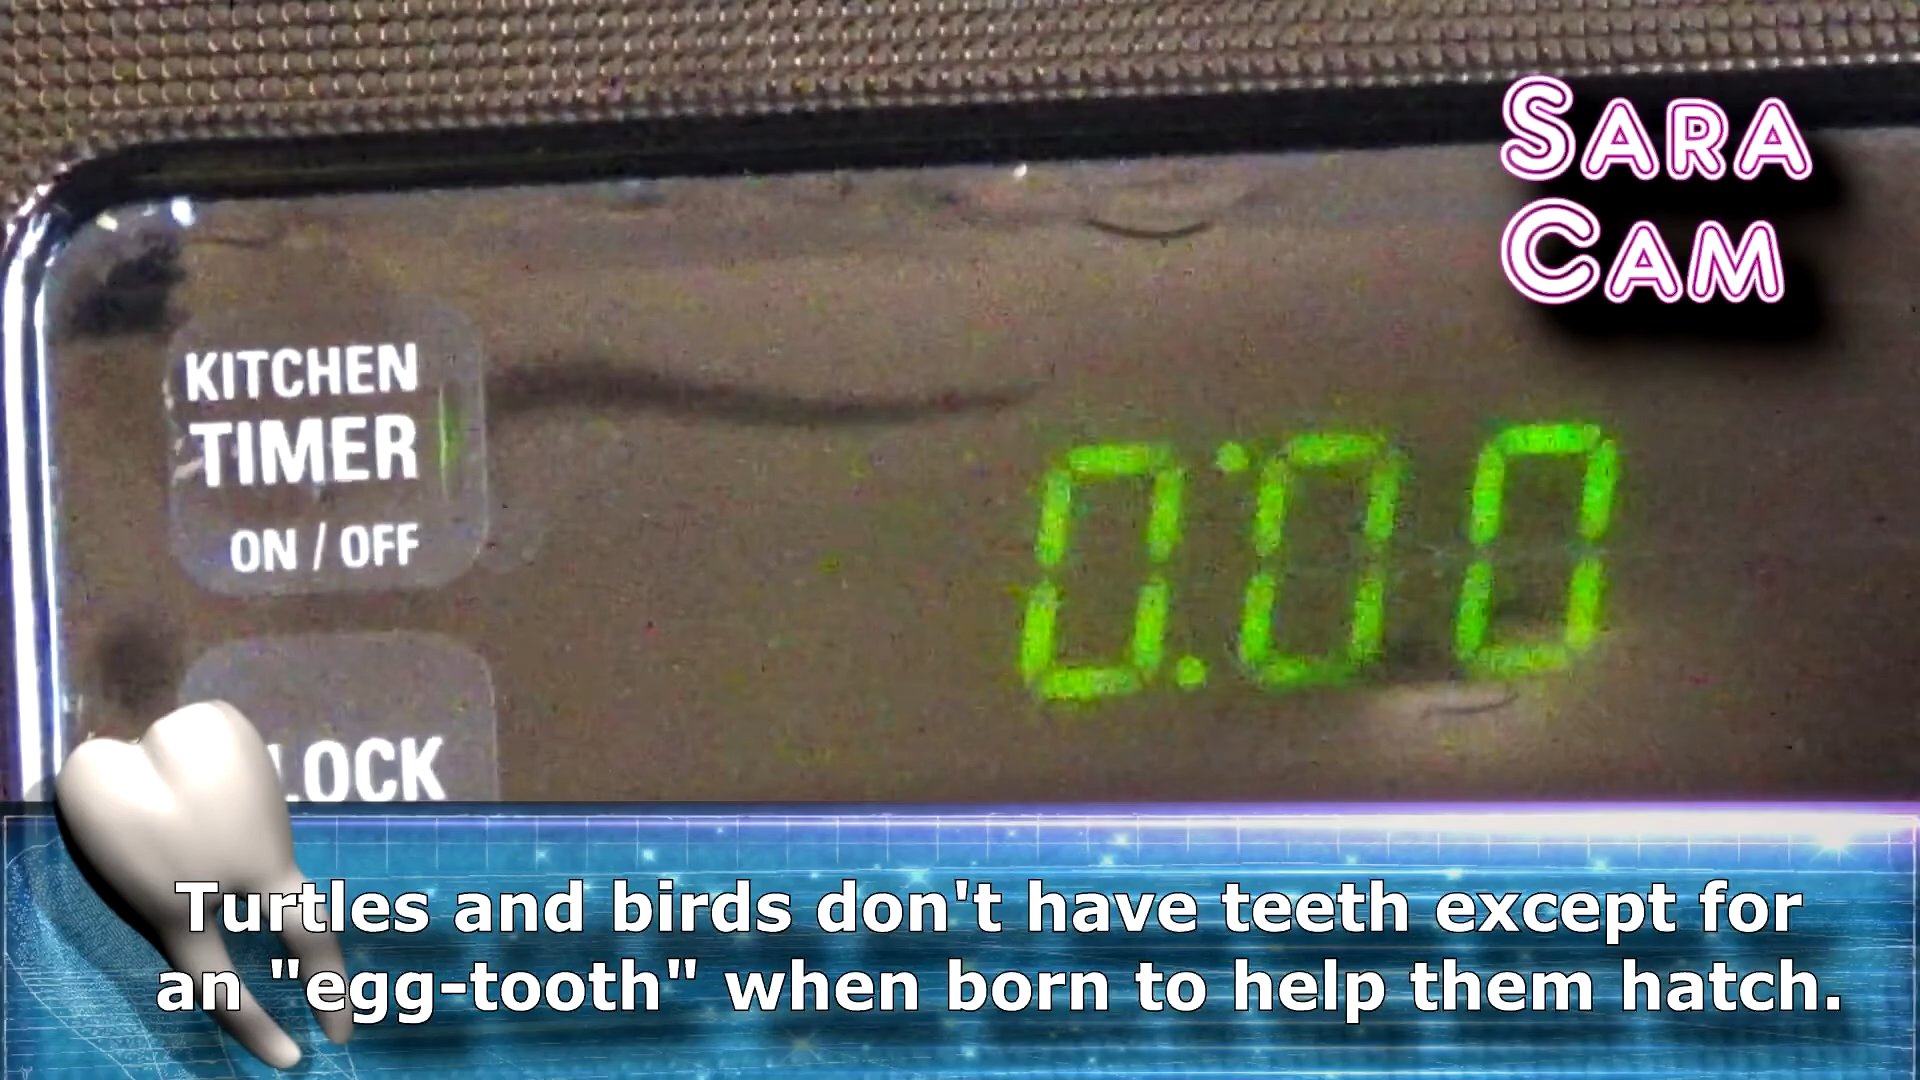 SARA
CAM
KITCHEN
TIMER
ON / OFF
0:00
LOCK
Turtles and birds don't have teeth except for
an "egg-tooth" when born to help them hatch.